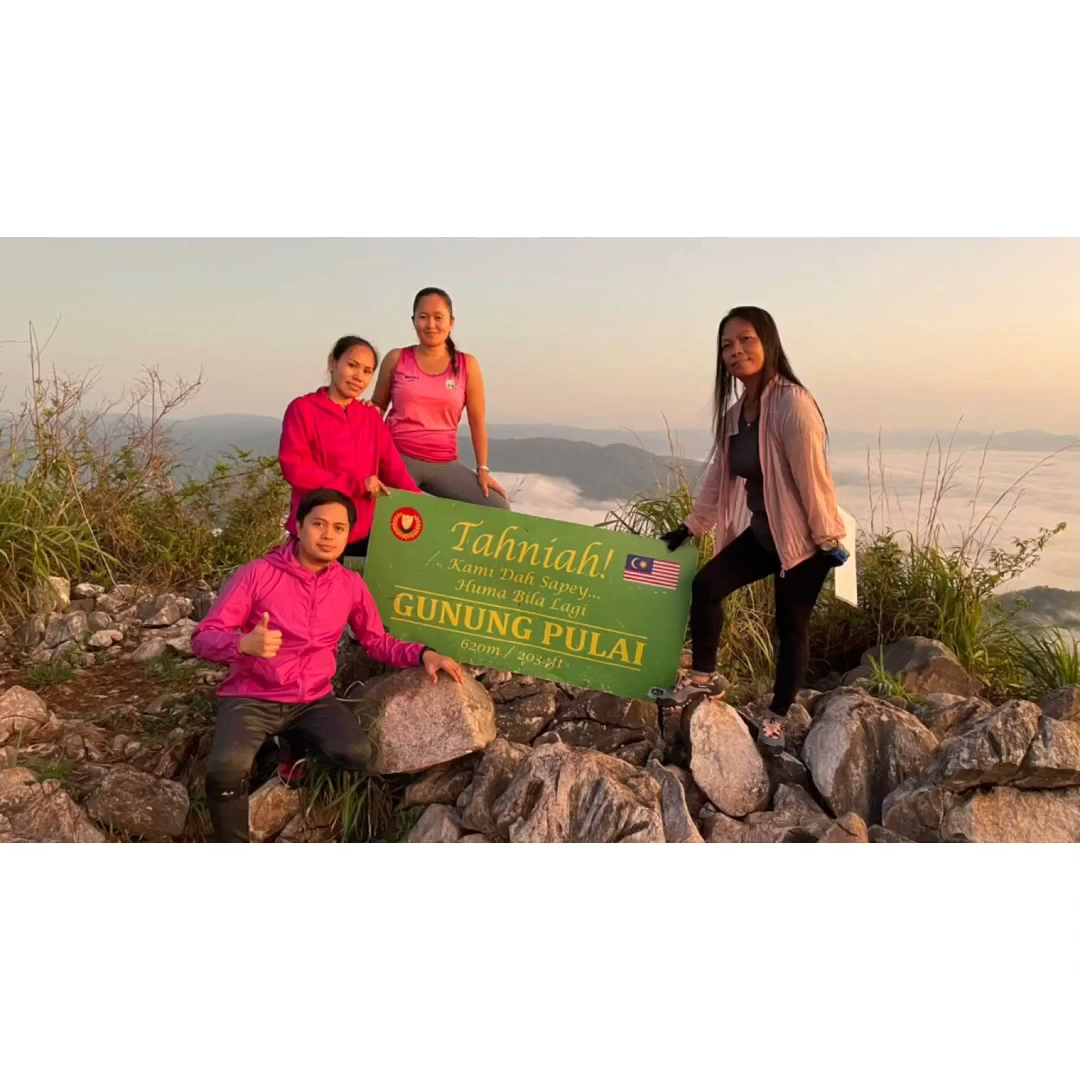 Tahniah!
Kami Dah Sapey...
Huma Bila Lagi
GUNUNG PULAI
620m / 2034ft